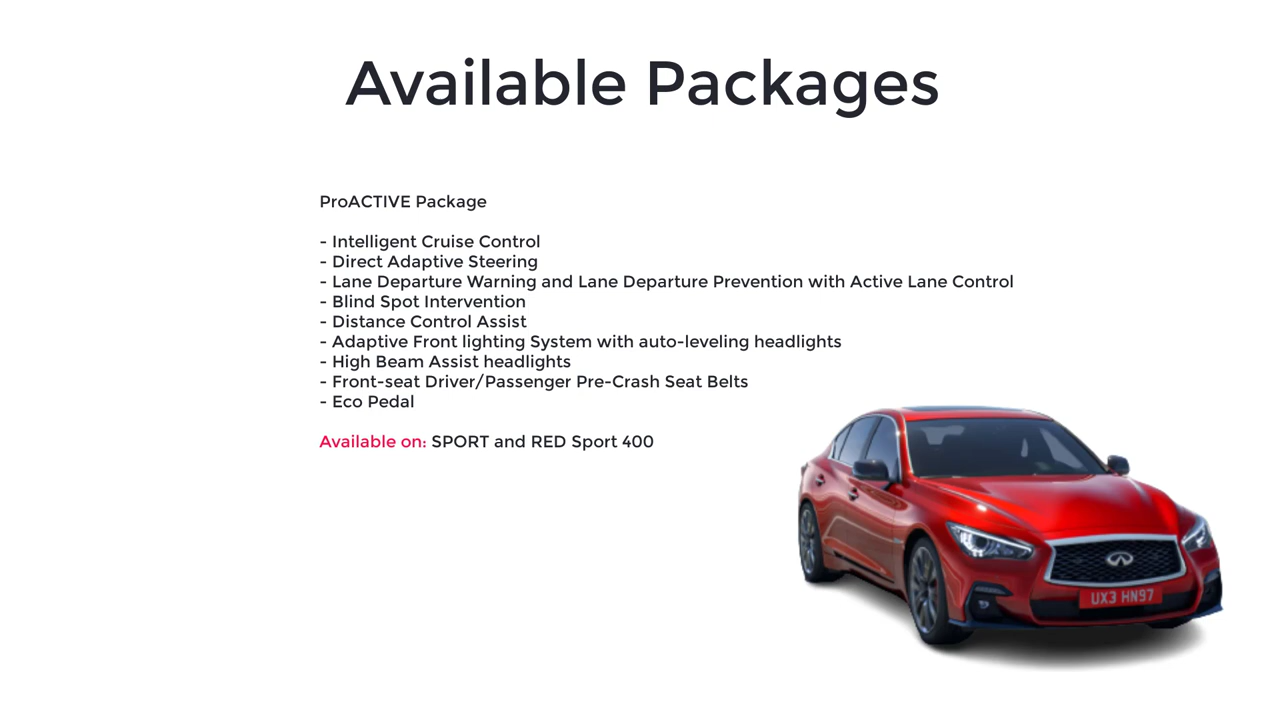 Available Packages
ProACTIVE Package
- Intelligent Cruise Control
- Direct Adaptive Steering
- Lane Departure Warning and Lane Departure Prevention with Active Lane Control
- Blind Spot Intervention
- Distance Control Assist
- Adaptive Front lighting System with auto-leveling headlights
- High Beam Assist headlights
- Front-seat Driver/Passenger Pre-Crash Seat Belts
- Eco Pedal
Available on: SPORT and RED Sport 400
UX3 HN97